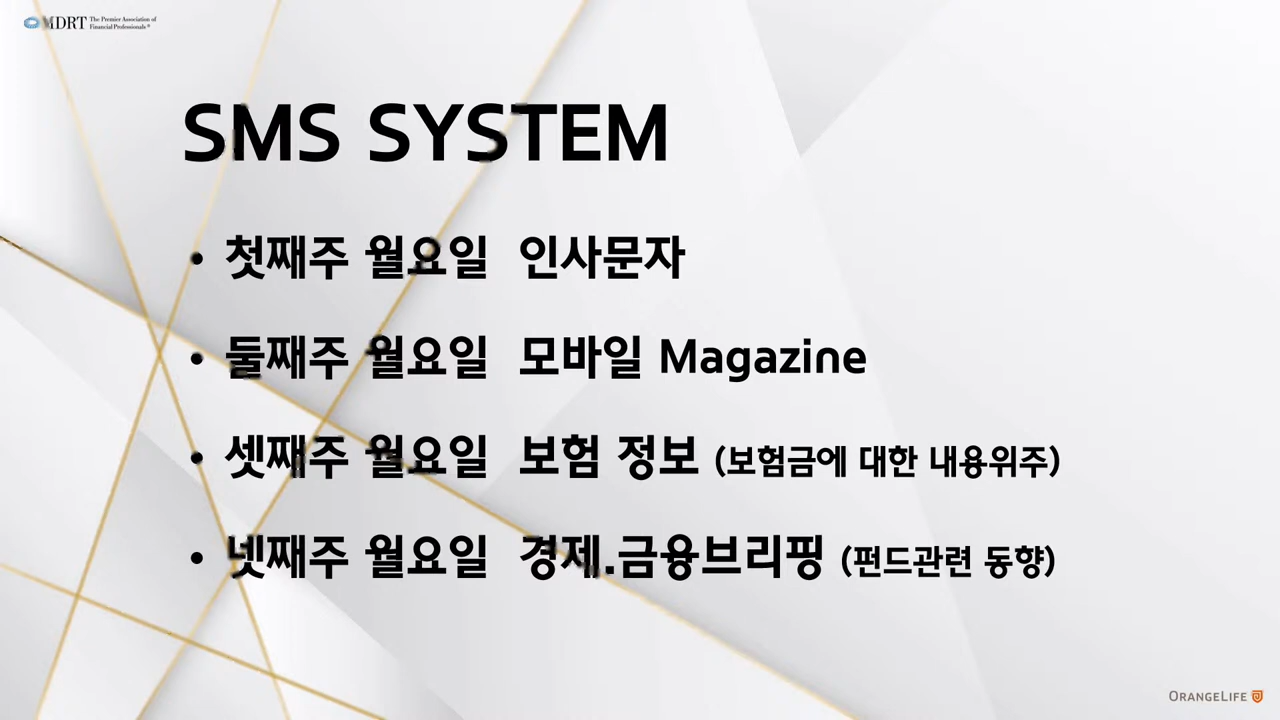 MDRT The Premier Association of
Financial Professionals®
SMS SYSTEM
• 첫째주 월요일 인사문자
• 둘째주 월요일 모바일 Magazine
• 셋째주 월요일 보험 정보 (보험금에 대한 내용위주)
• 넷째주 월요일 경제.금융브리핑 (펀드관련 동향)
ORANGELIFE